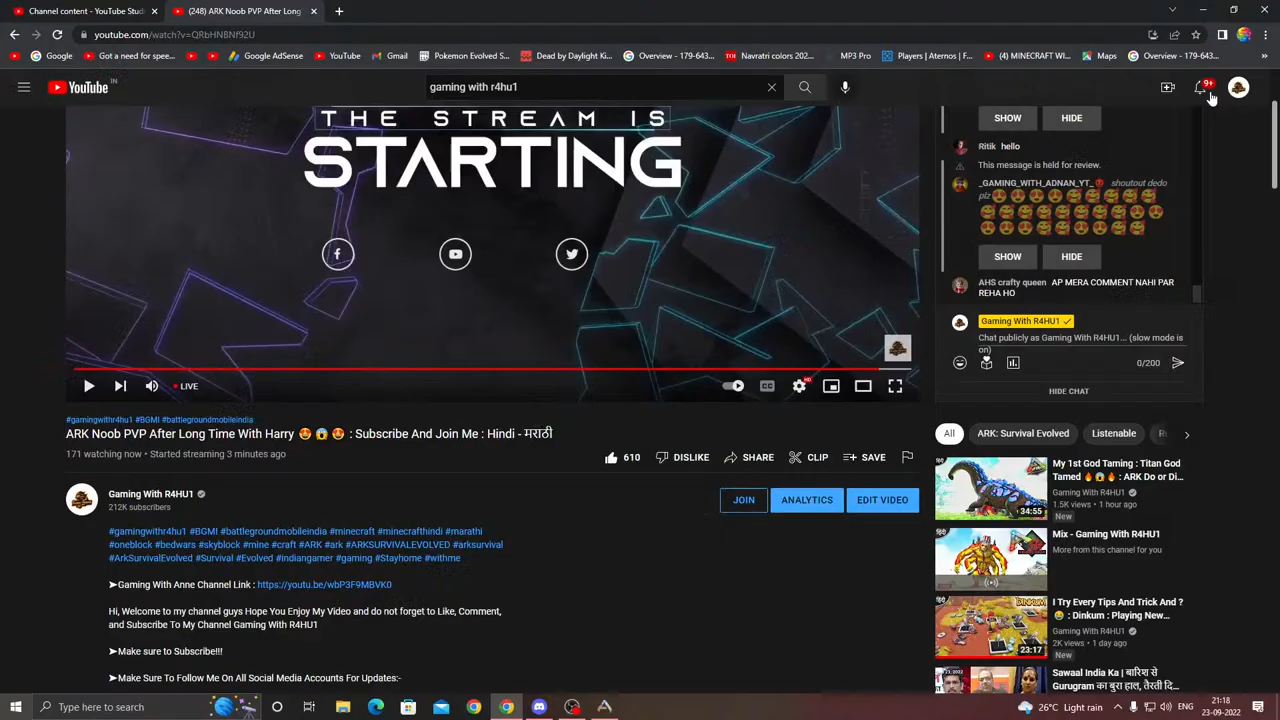 Channel content - YouTube Stud
(248) ARK Noob PVP After Long
youtube.com/watch?v=QRbHNBNf92U
Google
Got a need for spee...
Google AdSense
YouTube
Gmail
Pokemon Evolved S...
Dead by Daylight Ki...
Overview - 179-643...
Navratri colors 202...
MP3 Pro
Players | Aternos | F...
(4) MINECRAFT WI...
Maps
Overview - 179-643...
YouTube IN
gaming with r4hu1
9+
THE STREAM IS
STARTING
LIVE
HD
SHOW HIDE
Ritik hello
This message is held for review.
_GAMING_WITH_ADNAN_YT_😡 shoutout dedo
plz😍😍😍😍🥰🥰🥰🥰🥰
🥰🥰🥰🥰🥰🥰🥰🥰😍😍
😍😍🥰🥰🥰😍😍🥰🥰
SHOW HIDE
AHS crafty queen AP MERA COMMENT NAHI PAR
REHA HO
Gaming With R4HU1
Chat publicly as Gaming With R4HU1... (slow mode is
on)
0/200
HIDE CHAT
#gamingwithr4hu1 #BGMI #battlegroundmobileindia
ARK Noob PVP After Long Time With Harry 😍 😱 😍 : Subscribe And Join Me : Hindi - मराठी
171 watching now • Started streaming 3 minutes ago
610 DISLIKE SHARE CLIP SAVE
Gaming With R4HU1
212K subscribers
JOIN ANALYTICS EDIT VIDEO
#gamingwithr4hu1 #BGMI #battlegroundmobileindia #minecraft #minecrafthindi #marathi
#oneblock #bedwars #skyblock #mine #craft #ARK #ark #ARKSURVIVALEVOLVED #arksurvival
#ArkSurvivalEvolved #Survival #Evolved #indiangamer #gaming #Stayhome #withme
➤Gaming With Anne Channel Link : https://youtu.be/wbP3F9MBVK0
Hi, Welcome to my channel guys Hope You Enjoy My Video and do not forget to Like, Comment,
and Subscribe To My Channel Gaming With R4HU1
➤Make sure to Subscribe!!!
➤Make Sure To Follow Me On All Social Media Accounts For Updates:-
All ARK: Survival Evolved Listenable
My 1st God Taming : Titan God
Tamed 🔥😱🔥 : ARK Do or Di...
Gaming With R4HU1
1.5K views • 1 hour ago
New
34:55
Mix - Gaming With R4HU1
More from this channel for you
I Try Every Tips And Trick And ?
😭 : Dinkum : Playing New...
Gaming With R4HU1
2K views • 1 day ago
New
DINKUM
23:17
Sawaal India Ka | बारिश से
Gurugram का बुरा हाल, तैरती दि...
Type here to search
26°C Light rain
ENG
21:18
23-09-2022